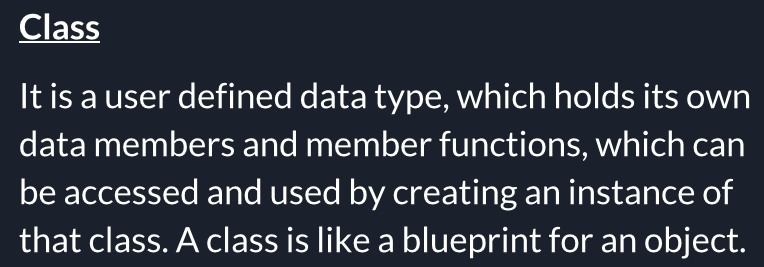 Class
It is a user defined data type, which holds its own
data members and member functions, which can
be accessed and used by creating an instance of
that class. A class is like a blueprint for an object.